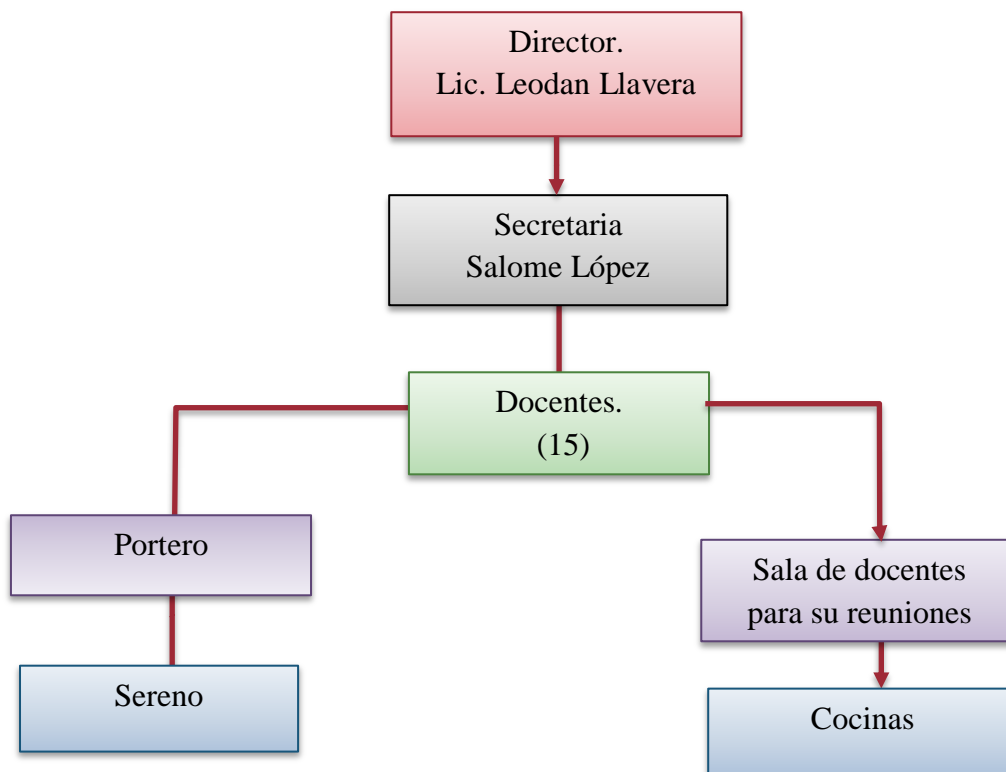 Director.
Lic. Leodan Llavera
Secretaria
Salome López
Docentes.
(15)
Portero
Sala de docentes
para su reuniones
Sereno
Cocinas